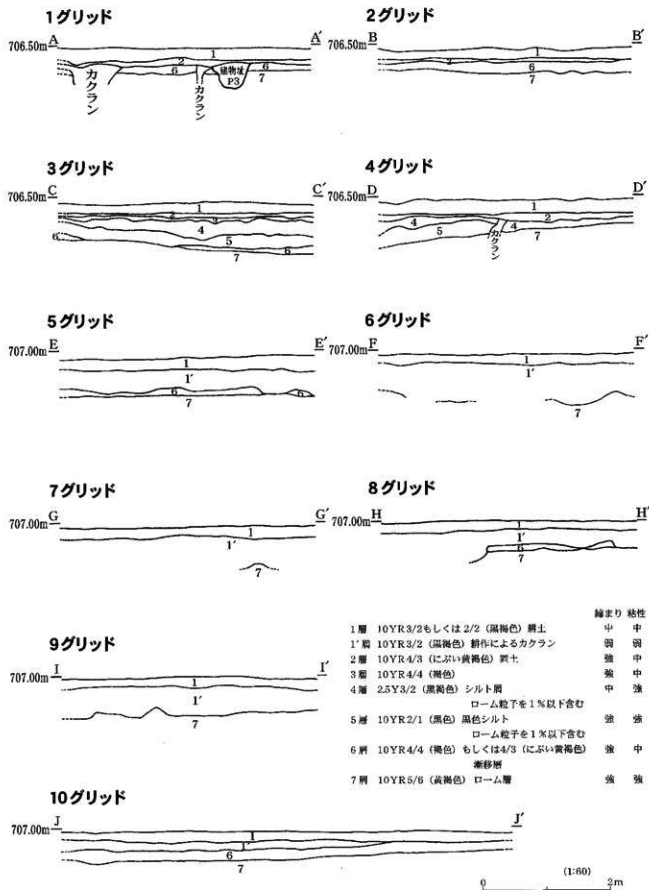 1グリッド
706.50m A A′
1
2
6 6
7
カクラン
カクラン
建物址
P3
2グリッド
706.50m B B′
1
2
6
7
3グリッド
706.50m C C′
1
2
3
4
5
6 6
7
4グリッド
706.50m D D′
1
2
4 4
5
7
カクラン
5グリッド
707.00m E E′
1
1′
6 6
7
6グリッド
707.00m F F′
1
1′
7
7グリッド
707.00m G G′
1
1′
7
8グリッド
707.00m H H′
1
1′
6
7
9グリッド
707.00m I I′
1
1′
7
締まり 粘性
1層 10YR3/2もしくは2/2(黒褐色)耕土 中 中
1′層 10YR3/2(黒褐色)耕作によるカクラン 弱 弱
2層 10YR4/3(にぶい黄褐色) 強 中
3層 10YR4/4(褐色) 強 中
4層 2.5Y3/2(黒褐色)シルト層 中 強
ローム粒子を1%以下含む
5層 10YR2/1(黒色)黒色シルト 強 強
ローム粒子を1%以下含む
6層 10YR4/4(褐色)もしくは4/3(にぶい黄褐色) 強 中
漸移層
7層 10YR5/6(黄褐色)ローム層 強 強
10グリッド
707.00m J J′
1
1′
6
7
(1:60)
0 2m